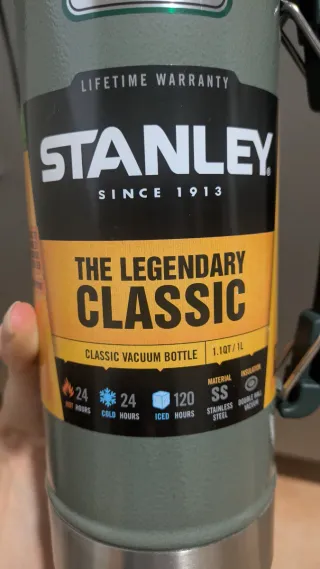 LIFETIME WARRANTY
STANLEY.
SINCE 1913
THE LEGENDARY
CLASSIC
CLASSIC VACUUM BOTTLE 1.1QT / 1L
24 HOT HOURS
24 COLD HOURS
120 ICED HOURS
MATERIAL
SS
STAINLESS
STEEL
INSULATION
DOUBLE WALL
VACUUM